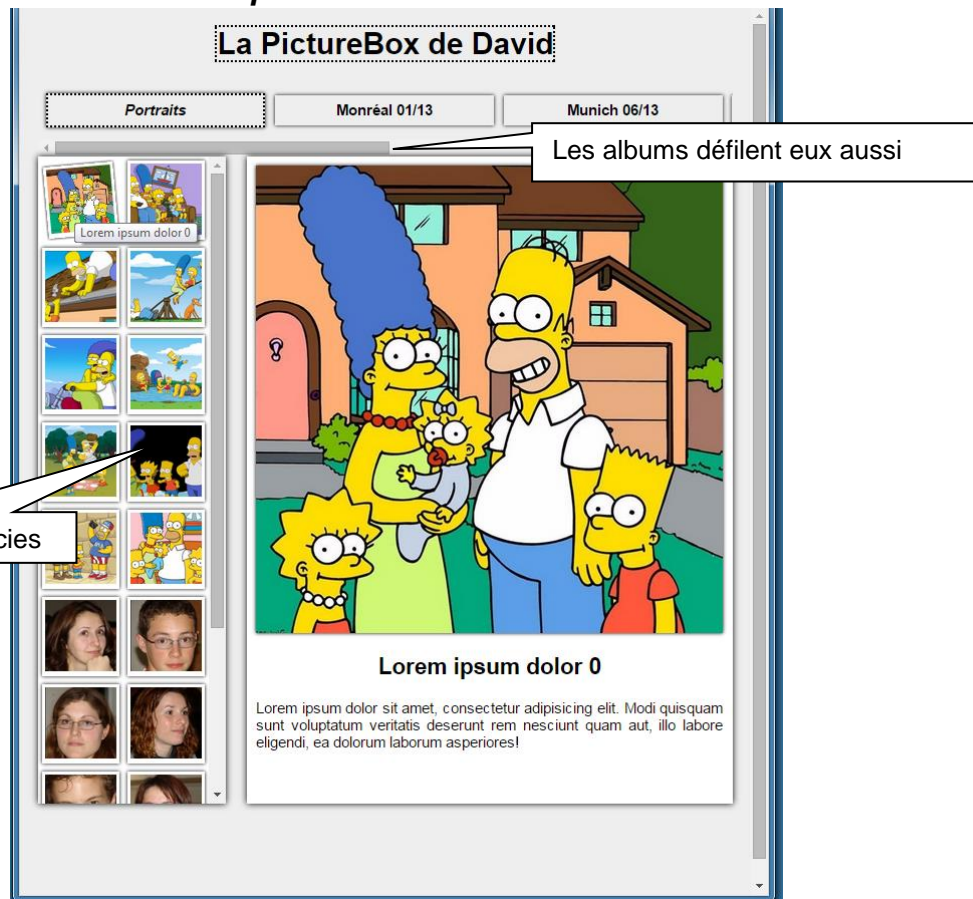 La PictureBox de David
Portraits
Monréal 01/13
Munich 06/13
Les albums défilent eux aussi
Lorem ipsum dolor 0
Lorem ipsum dolor 0
Lorem ipsum dolor sit amet, consectetur adipisicing elit. Modi quisquam
sunt voluptatum veritatis deserunt rem nesciunt quam aut, illo labore
eligendi, ea dolorum laborum asperiores!